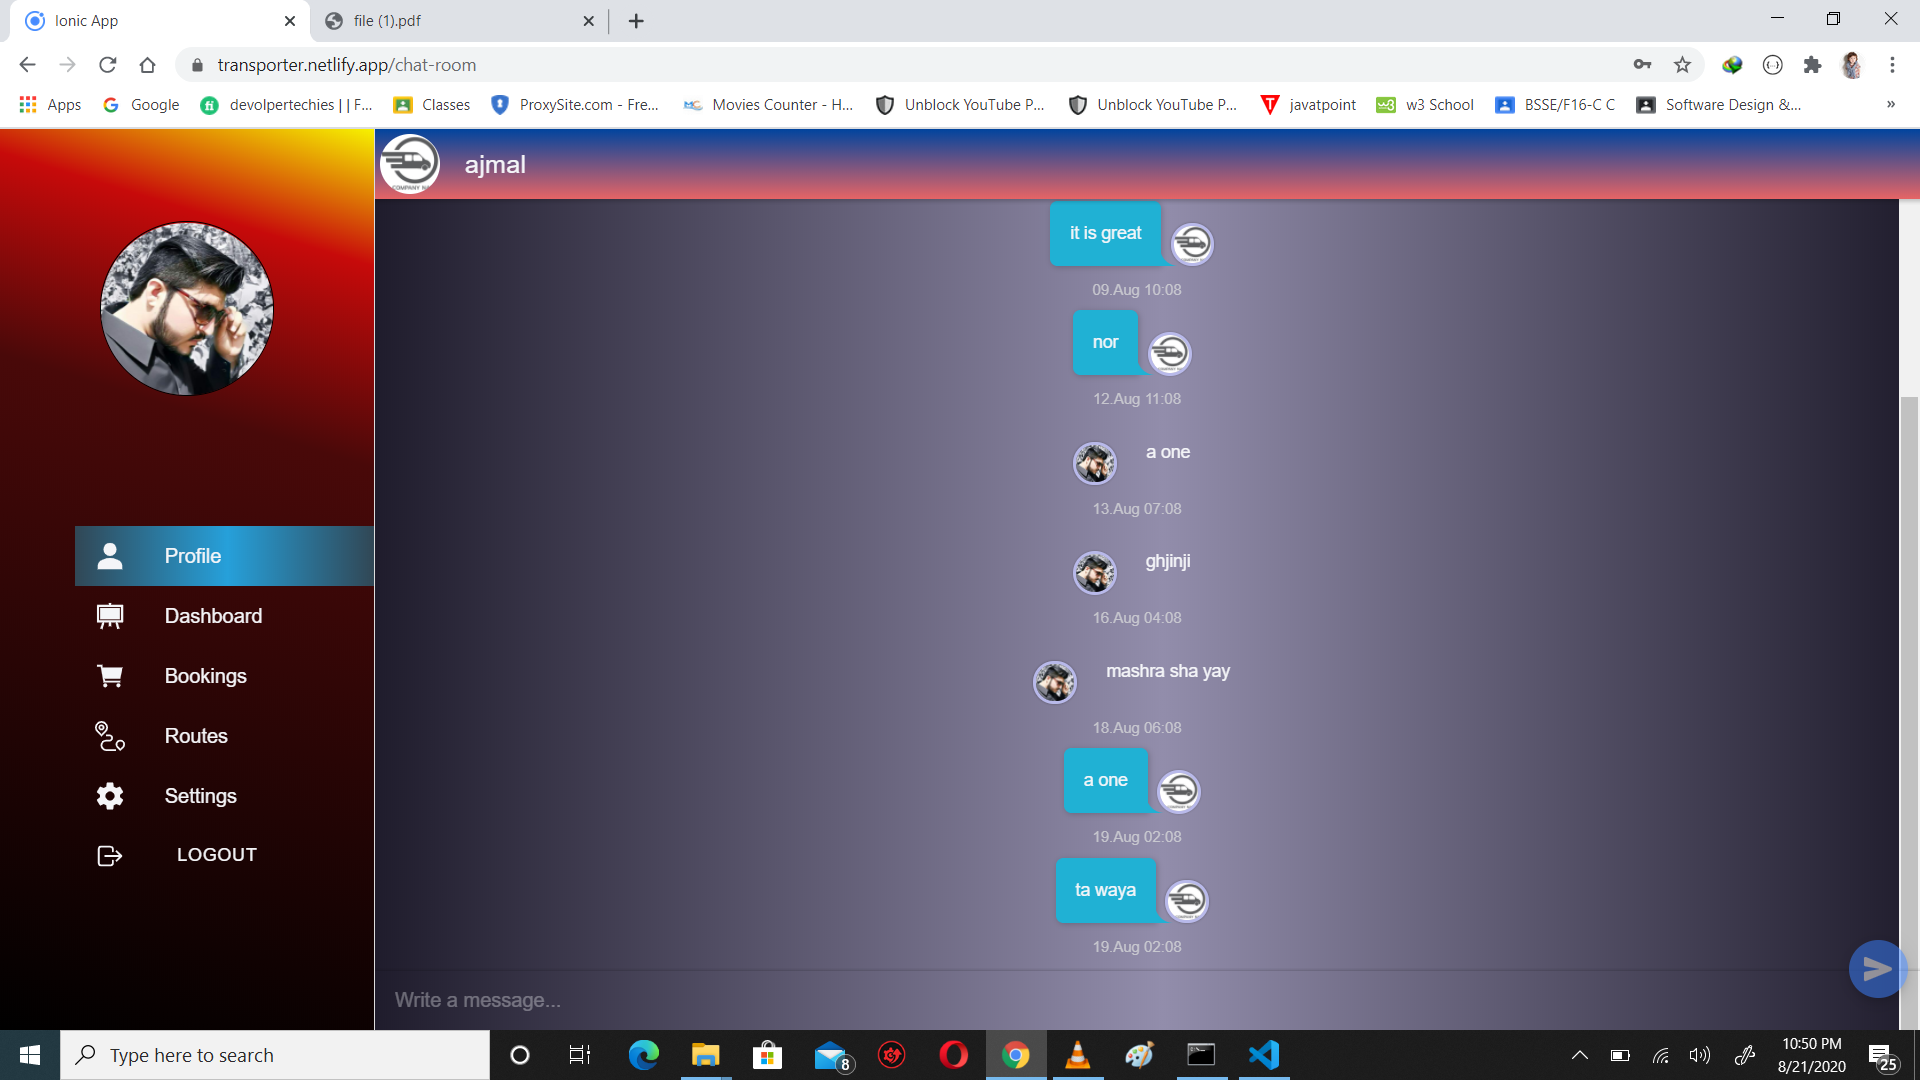 Ionic App
file (1).pdf
transporter.netlify.app/chat-room
Apps
Google
devolpertechies || F...
Classes
ProxySite.com - Fre...
Movies Counter - H...
Unblock YouTube P...
Unblock YouTube P...
javatpoint
w3 School
BSSE/F16-C C
Software Design &...
»
ajmal
it is great
09.Aug 10:08
nor
12.Aug 11:08
a one
13.Aug 07:08
ghjinji
16.Aug 04:08
mashra sha yay
18.Aug 06:08
a one
19.Aug 02:08
ta waya
19.Aug 02:08
Write a message...
Profile
Dashboard
Bookings
Routes
Settings
LOGOUT
Type here to search
8
10:50 PM
8/21/2020
25